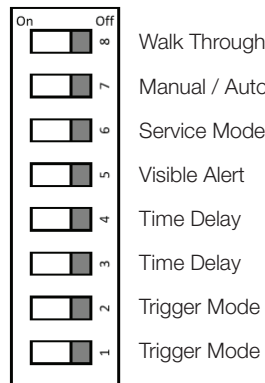 On Off
8 Walk Through
7 Manual / Auto
6 Service Mode
5 Visible Alert
4 Time Delay
3 Time Delay
2 Trigger Mode
1 Trigger Mode